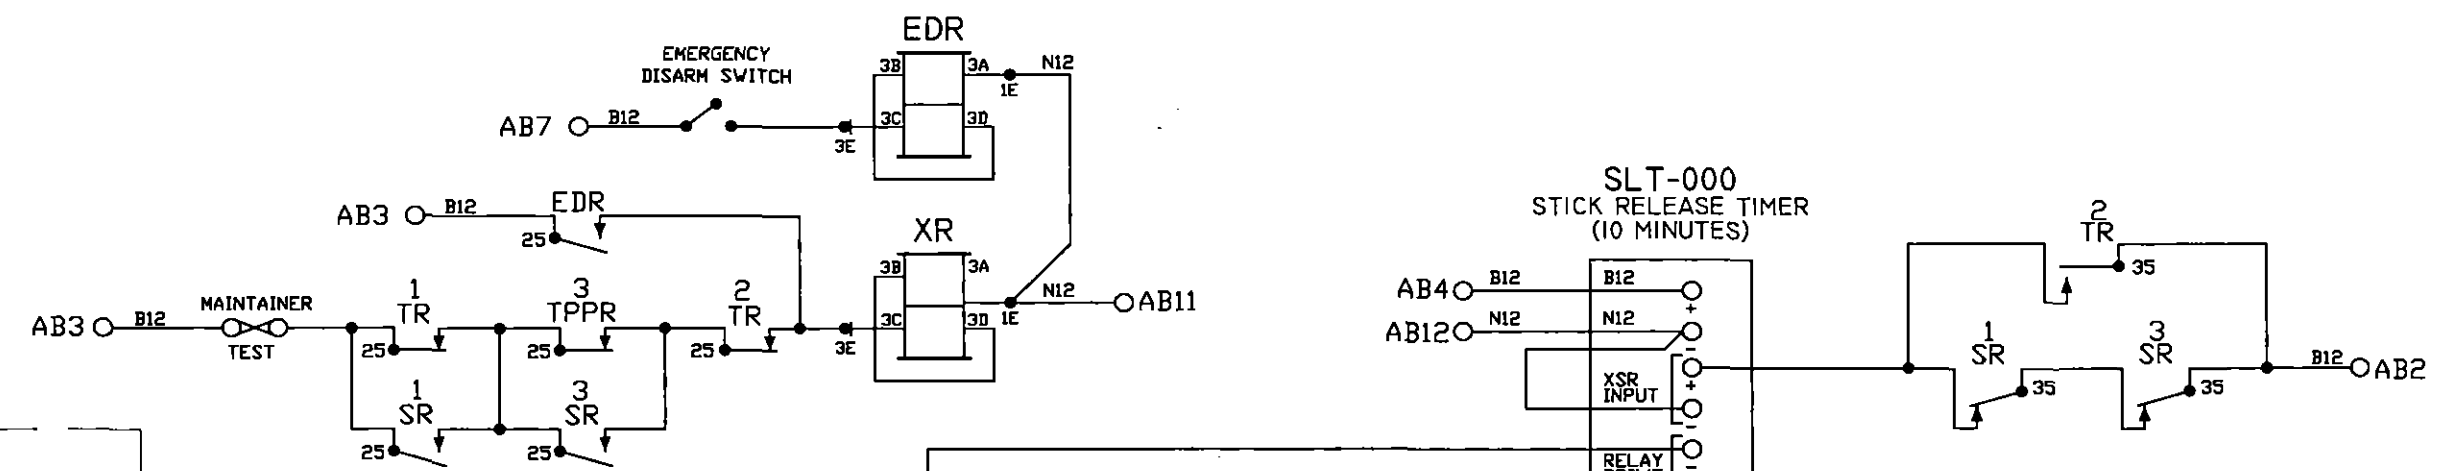 EDR
EMERGENCY
DISARM SWITCH
3B 3A N12
1E
AB7 B12 3C 3D
3E
SLT-000
STICK RELEASE TIMER
(10 MINUTES)
AB3 B12 EDR
25
XR
2
TR
35
3B 3A
AB4 B12 B12
+
1
TR
3
TPPR
2
TR
MAINTAINER
TEST
AB3 B12
25 25 25
3E
3C 3D
1E
N12 AB11
AB12 N12 N12
-
1
SR
3
SR
B12 AB2
35 35
XSR
INPUT
+
-
1
SR
3
SR
25 25
RELAY
-